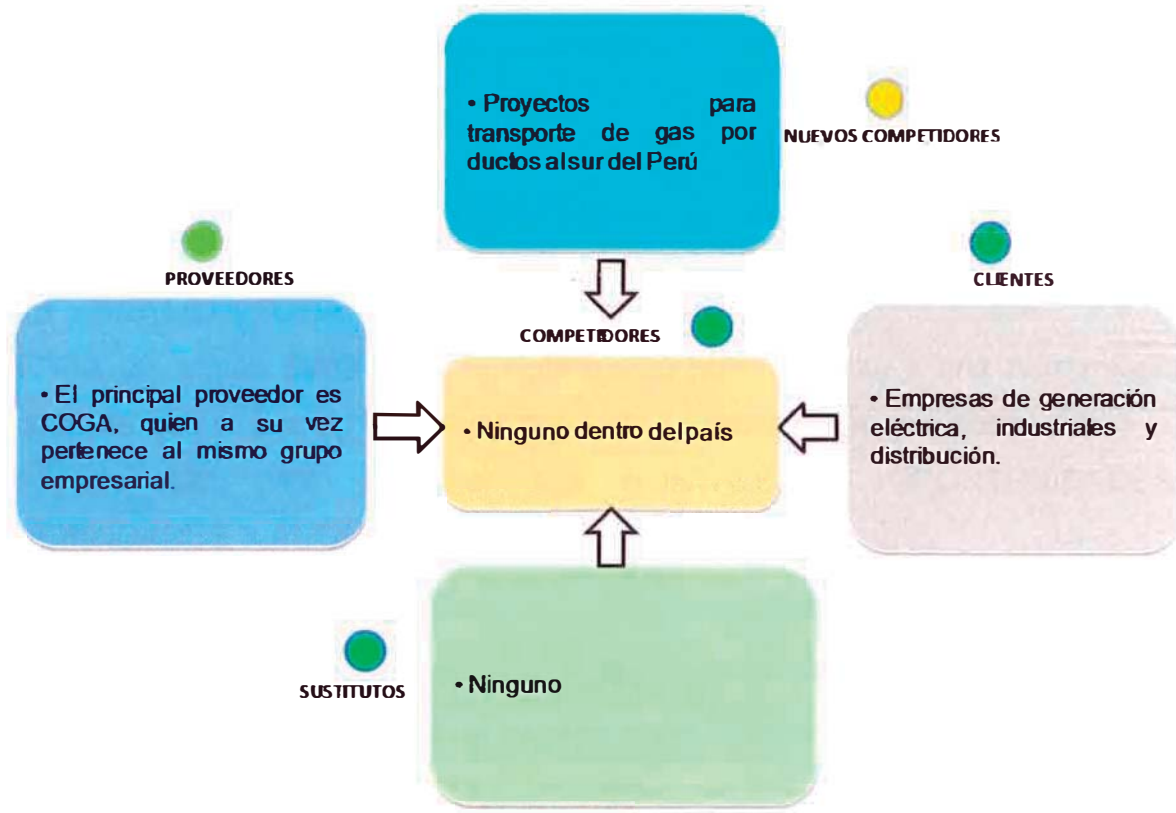 • Proyectos para
transporte de gas por
ductos al sur del Perú
NUEVOS COMPETIDORES
PROVEEDORES
• El principal proveedor es
COGA, quien a su vez
pertenece al mismo grupo
empresarial.
COMPETIDORES
• Ninguno dentro del país
CLIENTES
• Empresas de generación
eléctrica, industriales y
distribución.
SUSTITUTOS
• Ninguno